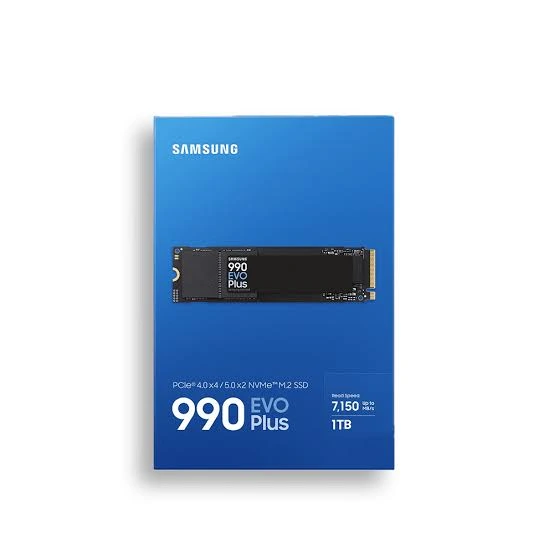 SAMSUNG
SAMSUNG
990
EVO
Plus
PCIe® 4.0 x4 / 5.0 x2 NVMe™ M.2 SSD
990 EVO
Plus
Read Speed
7,150 Up to
MB/s
1TB